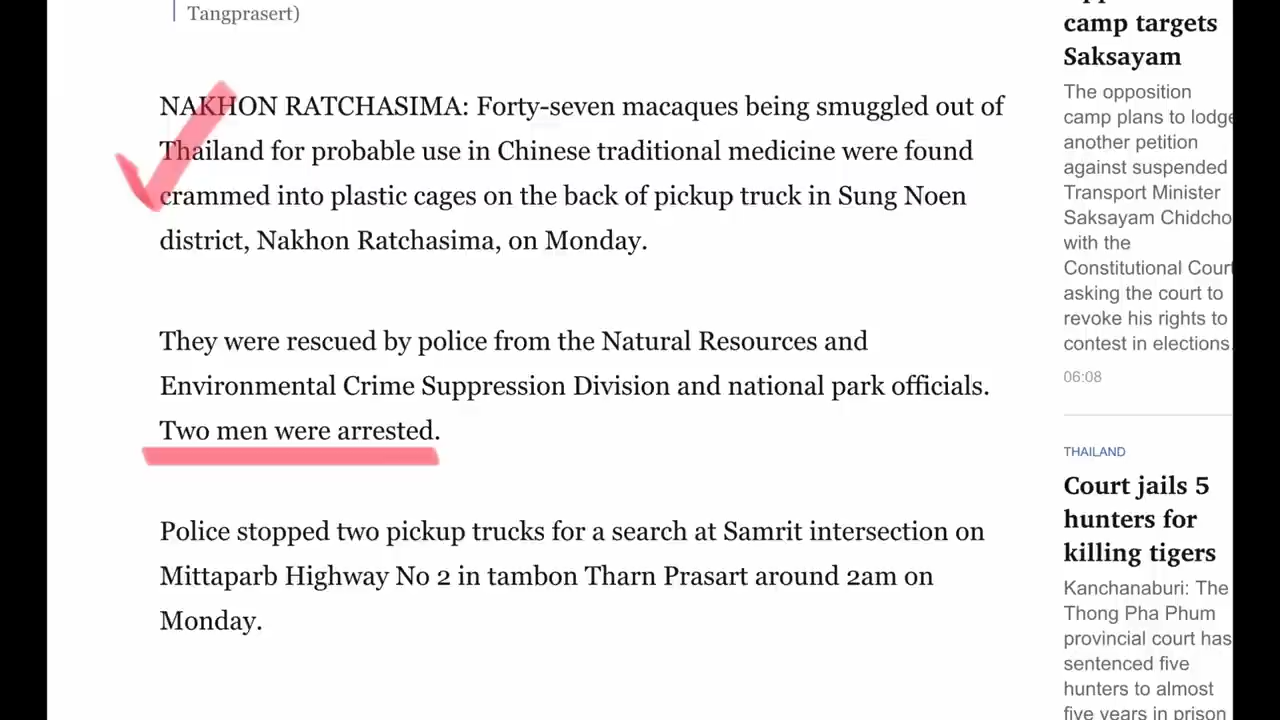 Tangprasert)
NAKHON RATCHASIMA: Forty-seven macaques being smuggled out of
Thailand for probable use in Chinese traditional medicine were found
crammed into plastic cages on the back of pickup truck in Sung Noen
district, Nakhon Ratchasima, on Monday.
They were rescued by police from the Natural Resources and
Environmental Crime Suppression Division and national park officials.
Two men were arrested.
Police stopped two pickup trucks for a search at Samrit intersection on
Mittaparb Highway No 2 in tambon Tharn Prasart around 2am on
Monday.
camp targets
Saksayam
The opposition
camp plans to lodge
another petition
against suspended
Transport Minister
Saksayam Chidcho
with the
Constitutional Court
asking the court to
revoke his rights to
contest in elections.
06:08
THAILAND
Court jails 5
hunters for
killing tigers
Kanchanaburi: The
Thong Pha Phum
provincial court has
sentenced five
hunters to almost
five years in prison